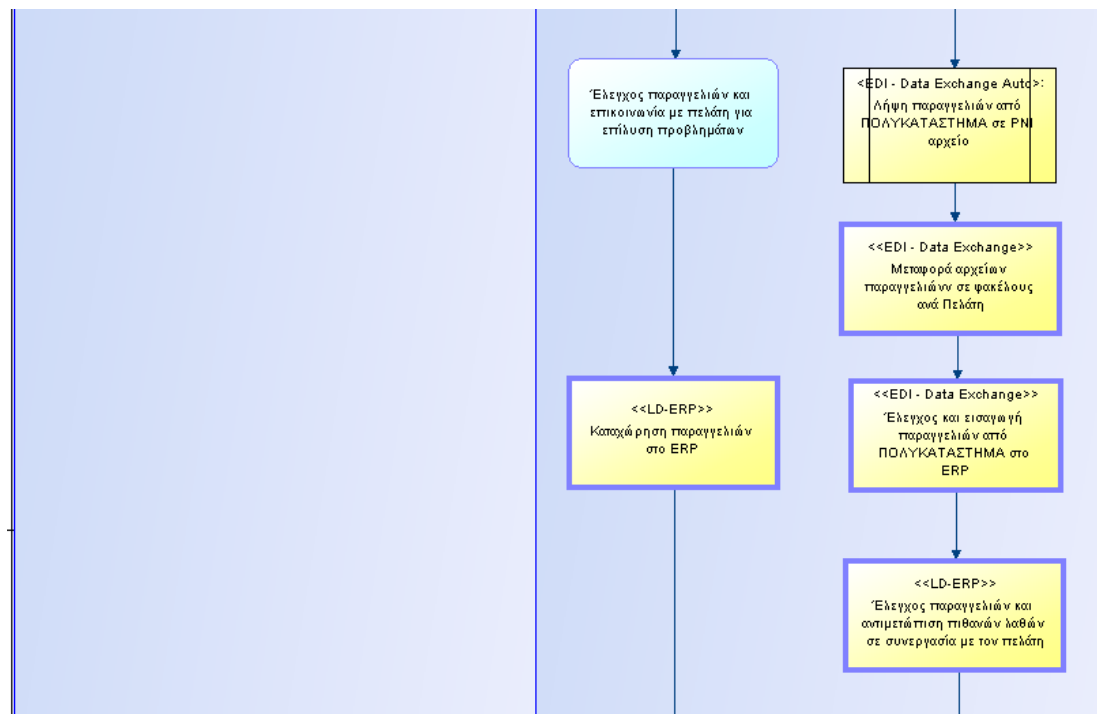 Έλεγχος παραγγελιών και
επικοινωνία με πελάτη για
επίλυση προβλημάτων
<<LD-ERP>>
Καταχώρηση παραγγελιών
στο ERP
<EDI - Data Exchange Auto>:
Λήψη παραγγελιών από
ΠΟΛΥΚΑΤΑΣΤΗΜΑ σε PNI
αρχείο
<<EDI - Data Exchange>>
Μεταφορά αρχείων
παραγγελιώνν σε φακέλους
ανά Πελάτη
<<EDI - Data Exchange>>
Έλεγχος και εισαγωγή
παραγγελιών από
ΠΟΛΥΚΑΤΑΣΤΗΜΑ στο
ERP
<<LD-ERP>>
Έλεγχος παραγγελιών και
αντιμετώπιση πιθανών λαθών
σε συνεργασία με τον πελάτη